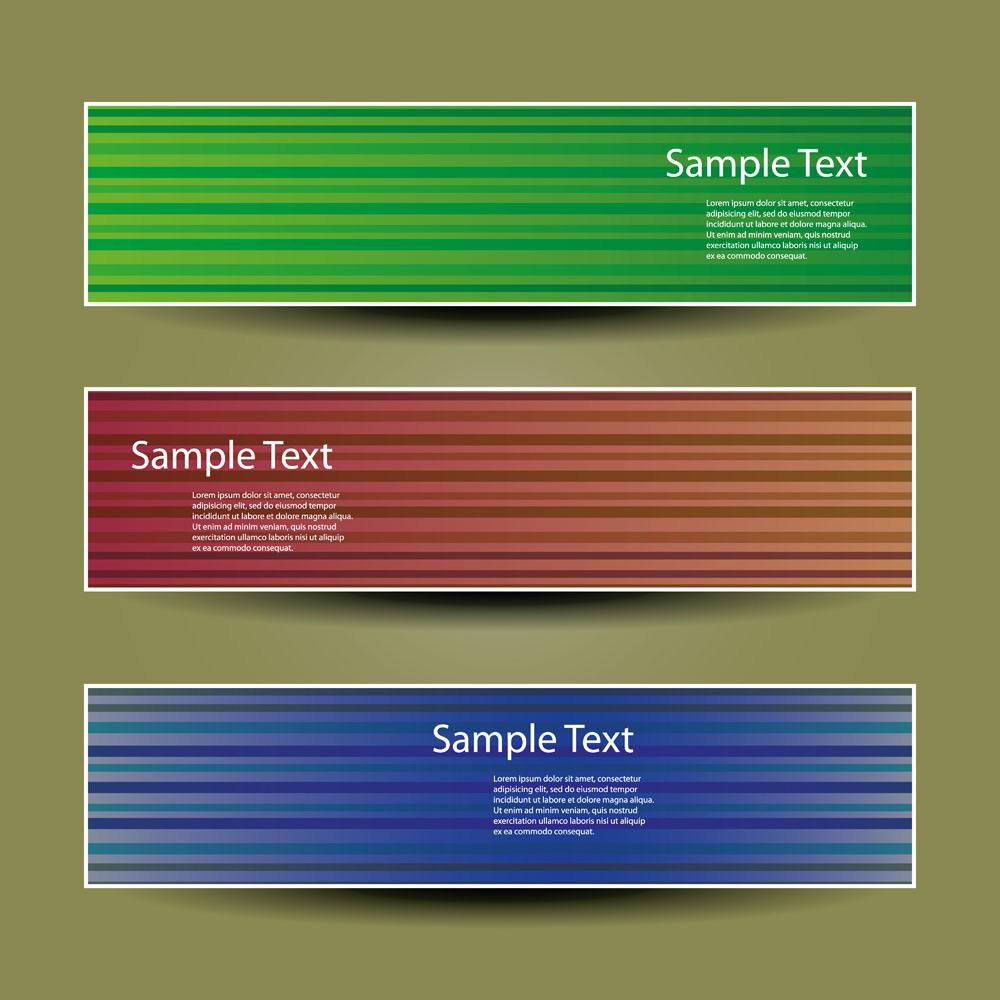 Sample Text
Lorem ipsum dolor sit amet, consectetur
adipisicing elit, sed do eiusmod tempor
incididunt ut labore et dolore magna aliqua.
Ut enim ad minim veniam, quis nostrud
exercitation ullamco laboris nisi ut aliquip
ex ea commodo consequat.
Sample Text
Lorem ipsum dolor sit amet, consectetur
adipisicing elit, sed do eiusmod tempor
incididunt ut labore et dolore magna aliqua.
Ut enim ad minim veniam, quis nostrud
exercitation ullamco laboris nisi ut aliquip
ex ea commodo consequat.
Sample Text
Lorem ipsum dolor sit amet, consectetur
adipisicing elit, sed do eiusmod tempor
incididunt ut labore et dolore magna aliqua.
Ut enim ad minim veniam, quis nostrud
exercitation ullamco laboris nisi ut aliquip
ex ea commodo consequat.